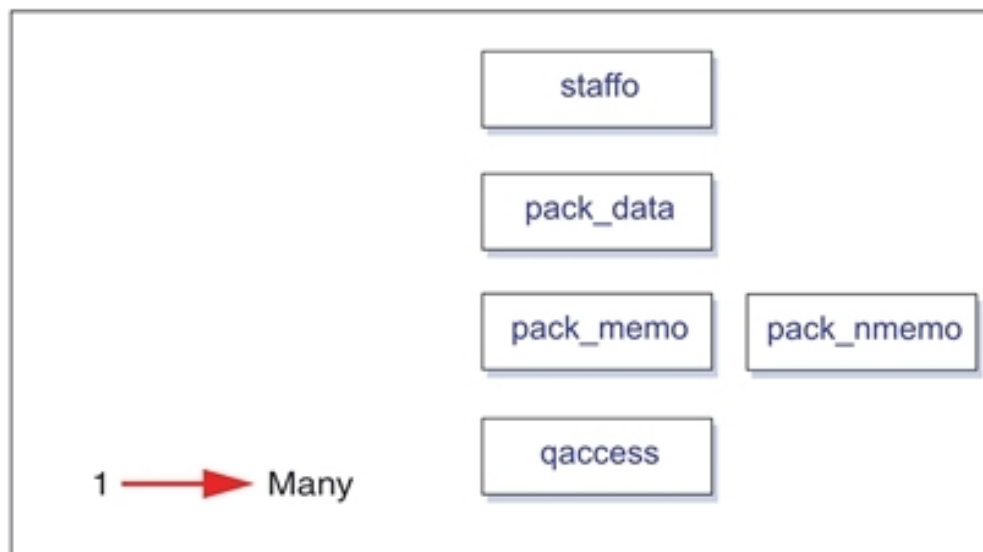 staffo
pack_data
pack_memo
pack_nmemo
qaccess
1
Many